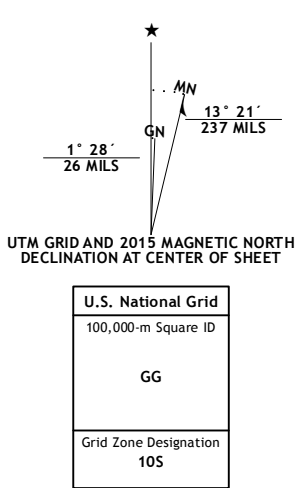 ★
MN
GN
13° 21´
237 MILS
1° 28´
26 MILS
UTM GRID AND 2015 MAGNETIC NORTH
DECLINATION AT CENTER OF SHEET
U.S. National Grid
100,000-m Square ID
GG
Grid Zone Designation
10S